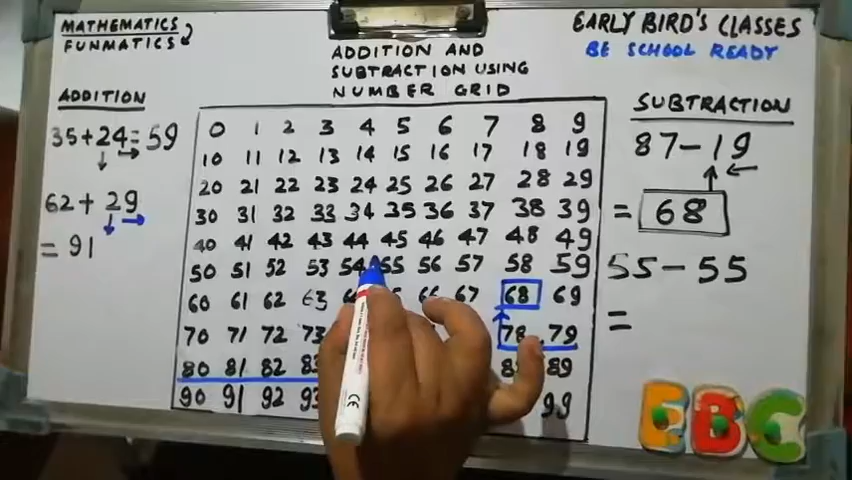 MATHEMATICS
FUNMATICS
ADDITION AND
SUBTRACTION USING
NUMBER GRID
EARLY BIRD'S CLASSES
BE SCHOOL READY
ADDITION
35+24=59
62+29
=91
0 1 2 3 4 5 6 7 8 9
10 11 12 13 14 15 16 17 18 19
20 21 22 23 24 25 26 27 28 29
30 31 32 33 34 35 36 37 38 39
40 41 42 43 44 45 46 47 48 49
50 51 52 53 54 55 56 57 58 59
60 61 62 63 67 68 69
70 71 72 73 78 79
80 81 82 83 89
90 91 92 99
SUBTRACTION
87-19
= 68
55-55
=
EBC